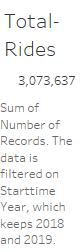 Total-
Rides
3,073,637
Sum of
Number of
Records. The
data is
filtered on
Starttime
Year, which
keeps 2018
and 2019.